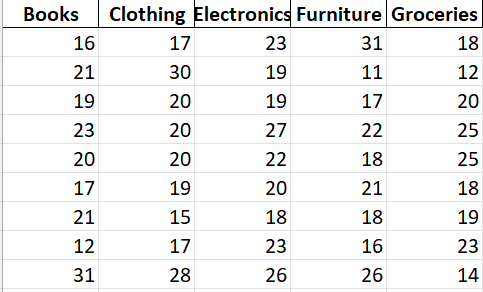 Books Clothing Electronics Furniture Groceries
16 17 23 31 18
21 30 19 11 12
19 20 19 17 20
23 20 27 22 25
20 20 22 18 25
17 19 20 21 18
21 15 18 18 19
12 17 23 16 23
31 28 26 26 14